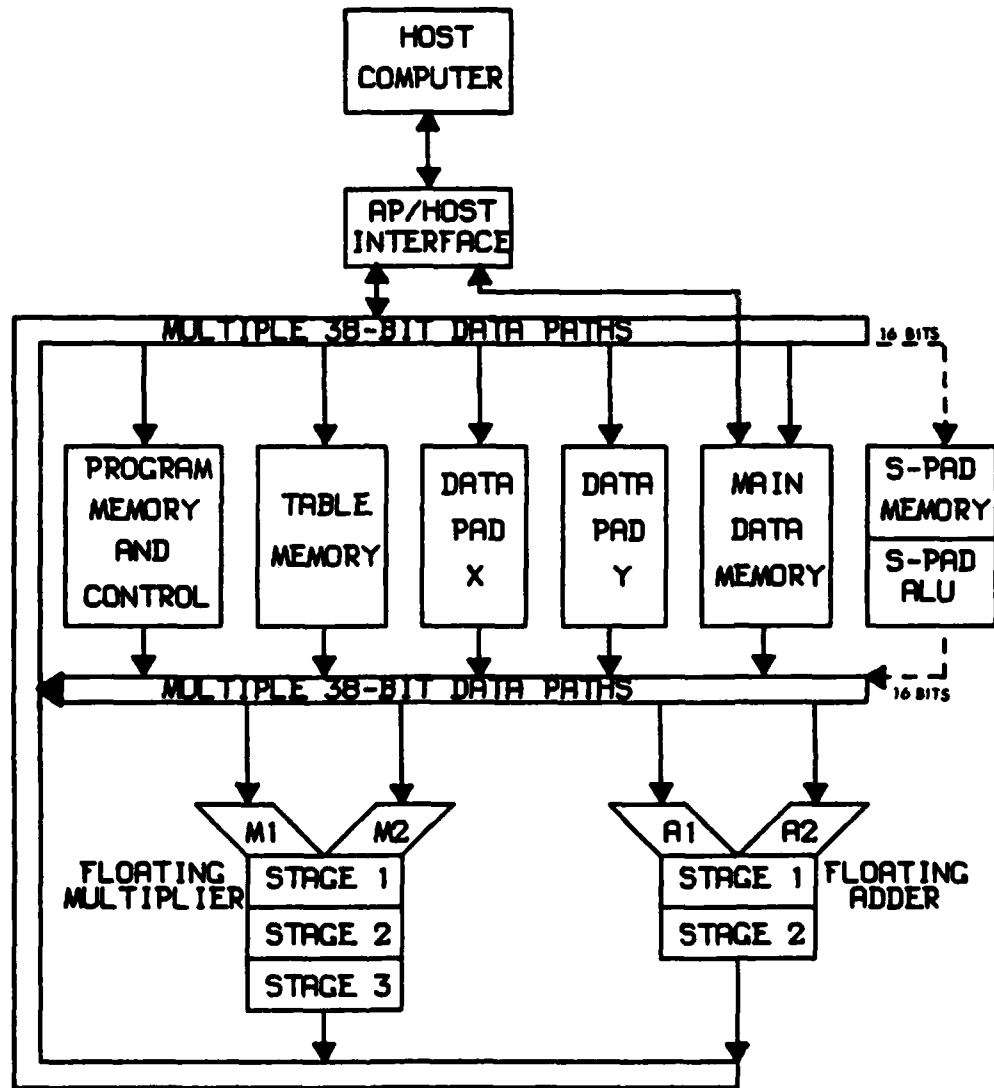 HOST
COMPUTER
AP/HOST
INTERFACE
MULTIPLE 38-BIT DATA PATHS
16 BITS
PROGRAM
MEMORY
AND
CONTROL
TABLE
MEMORY
DATA
PAD
X
DATA
PAD
Y
MAIN
DATA
MEMORY
S-PAD
MEMORY
S-PAD
ALU
MULTIPLE 38-BIT DATA PATHS
16 BITS
M1
M2
A1
A2
FLOATING
MULTIPLIER
STAGE 1
STAGE 2
STAGE 3
STAGE 1
STAGE 2
FLOATING
ADDER